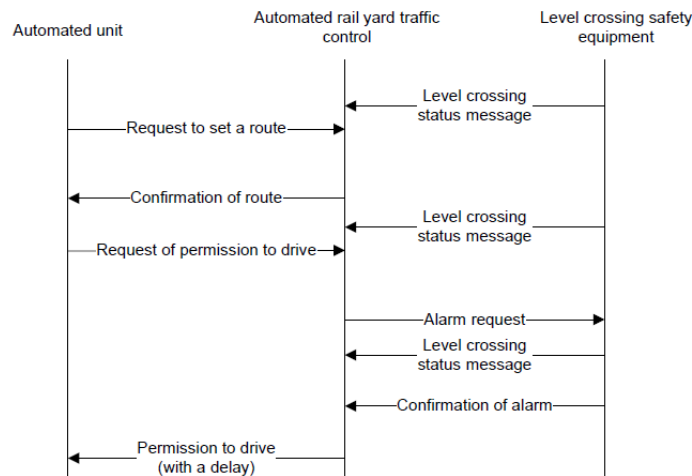 Automated unit
Automated rail yard traffic
control
Level crossing safety
equipment
Level crossing
status message
Request to set a route
Confirmation of route
Level crossing
status message
Request of permission to drive
Alarm request
Level crossing
status message
Confirmation of alarm
Permission to drive
(with a delay)